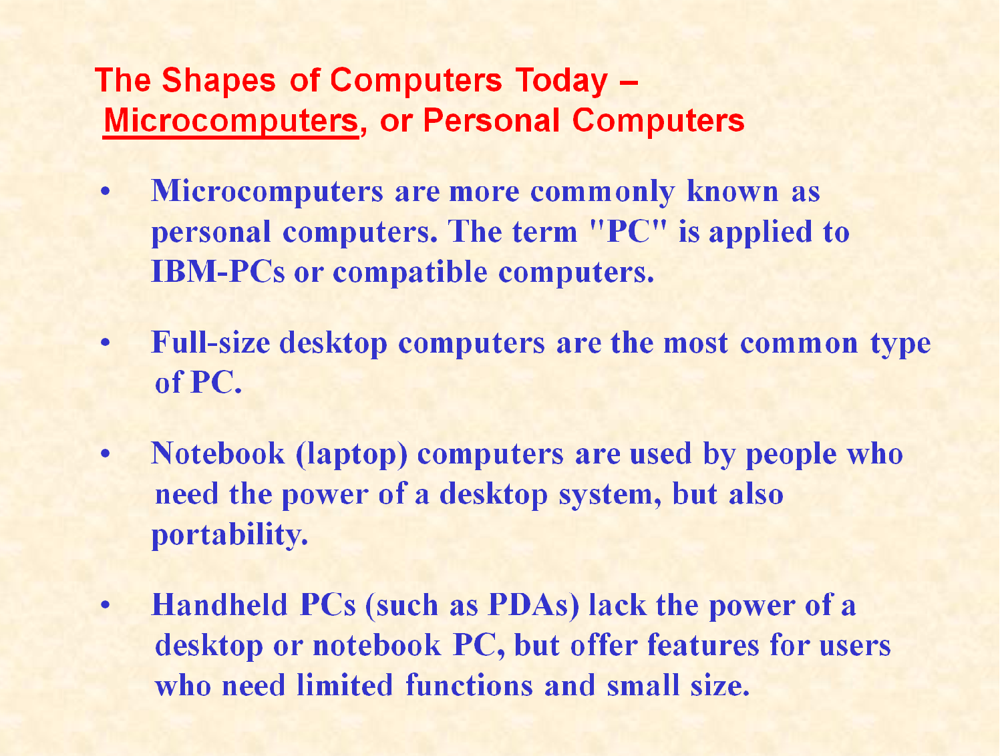 The Shapes of Computers Today –
Microcomputers, or Personal Computers
• Microcomputers are more commonly known as
personal computers. The term "PC" is applied to
IBM-PCs or compatible computers.
• Full-size desktop computers are the most common type
of PC.
• Notebook (laptop) computers are used by people who
need the power of a desktop system, but also
portability.
• Handheld PCs (such as PDAs) lack the power of a
desktop or notebook PC, but offer features for users
who need limited functions and small size.